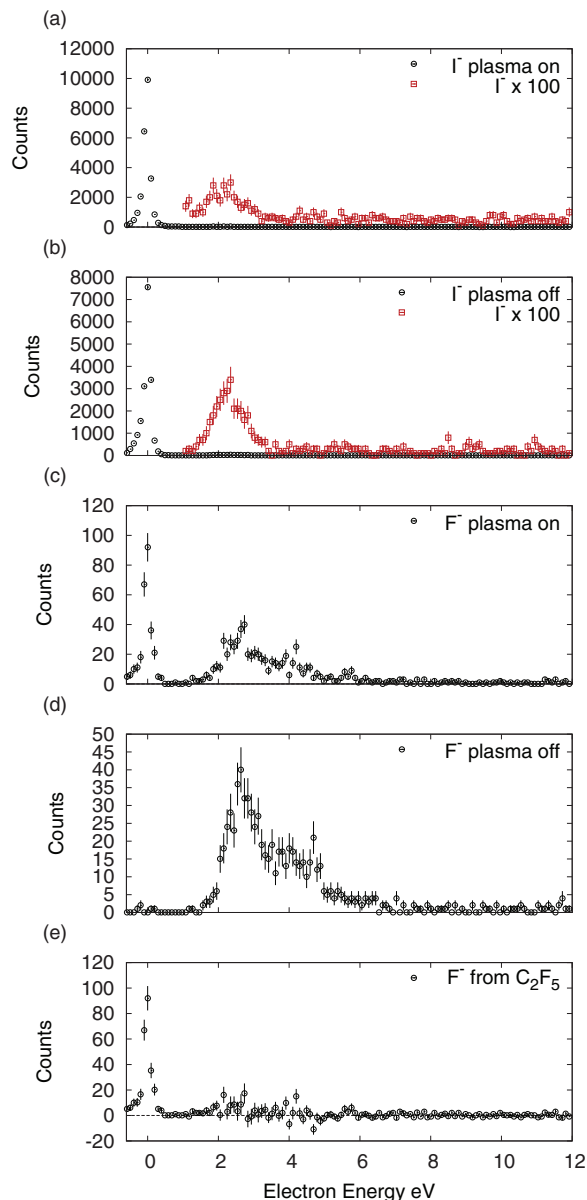 (a)
12000
10000
8000
6000
4000
2000
0
Counts
I⁻ plasma on
I⁻ x 100
(b)
8000
7000
6000
5000
4000
3000
2000
1000
0
Counts
I⁻ plasma off
I⁻ x 100
(c)
120
100
80
60
40
20
0
Counts
F⁻ plasma on
(d)
50
45
40
35
30
25
20
15
10
5
0
Counts
F⁻ plasma off
(e)
120
100
80
60
40
20
0
-20
Counts
F⁻ from C₂F₅
0 2 4 6 8 10 12
Electron Energy eV